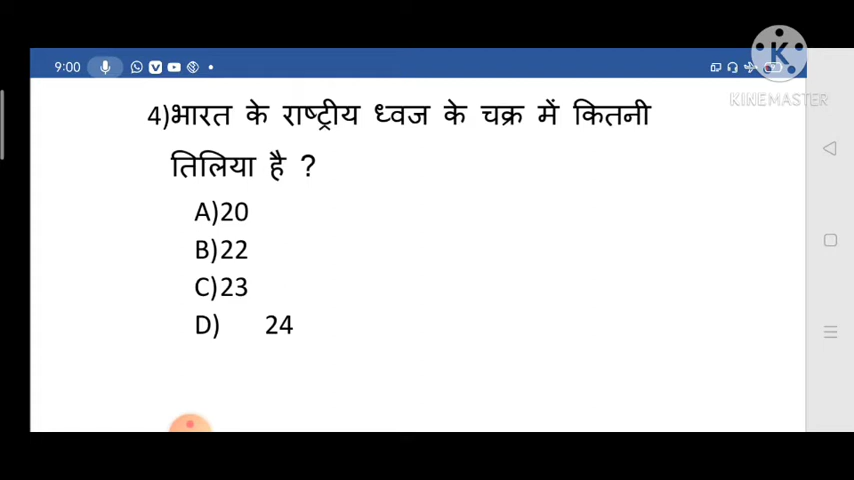 9:00
KINEMASTER
4)भारत के राष्ट्रीय ध्वज के चक्र में कितनी
तिलिया है ?
A)20
B)22
C)23
D) 24